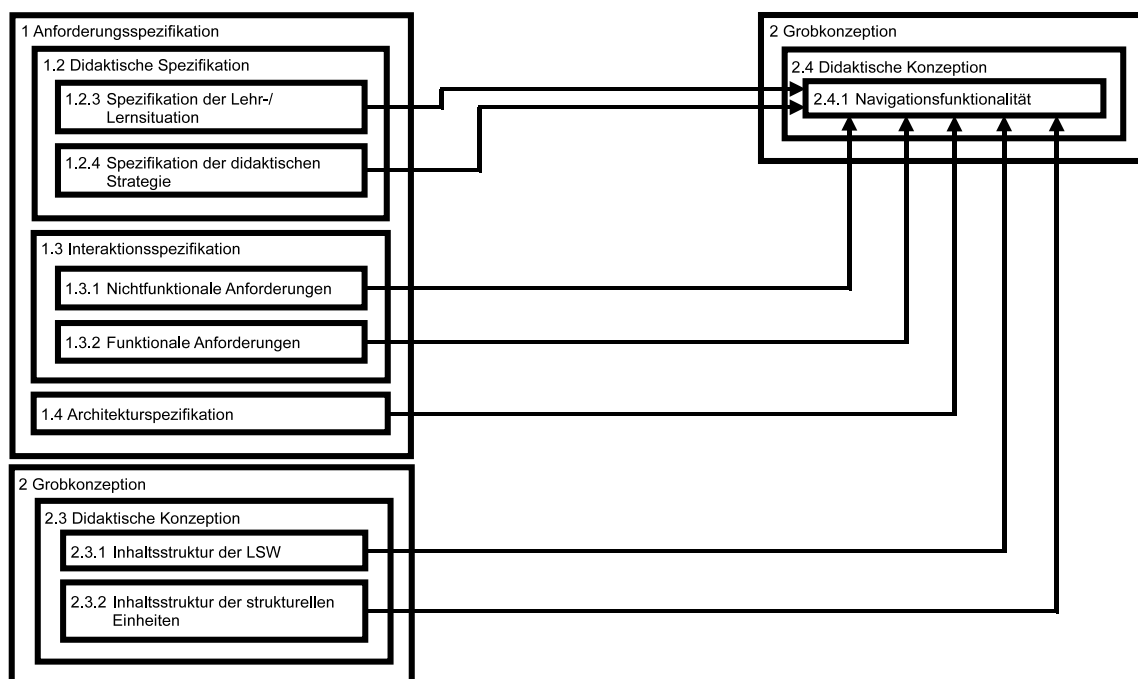 1 Anforderungsspezifikation
1.2 Didaktische Spezifikation
1.2.3 Spezifikation der Lehr-/
Lernsituation
1.2.4 Spezifikation der didaktischen
Strategie
1.3 Interaktionsspezifikation
1.3.1 Nichtfunktionale Anforderungen
1.3.2 Funktionale Anforderungen
1.4 Architekturspezifikation
2 Grobkonzeption
2.3 Didaktische Konzeption
2.3.1 Inhaltsstruktur der LSW
2.3.2 Inhaltsstruktur der strukturellen
Einheiten
2 Grobkonzeption
2.4 Didaktische Konzeption
2.4.1 Navigationsfunktionalität